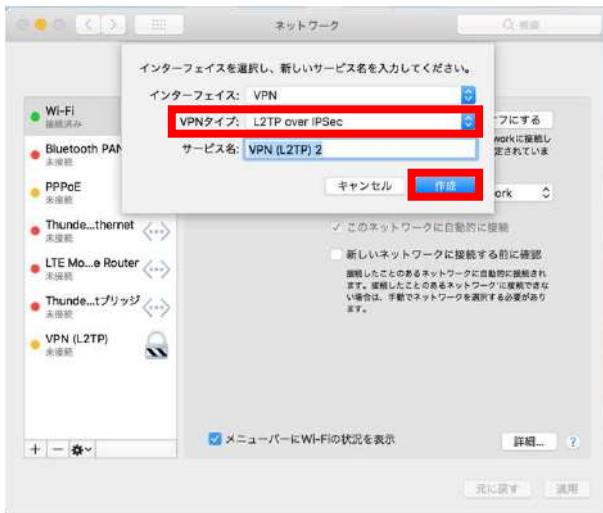 ネットワーク
検索
インターフェイスを選択し、新しいサービス名を入力してください。
インターフェイス: VPN
VPNタイプ: L2TP over IPSec
サービス名: VPN (L2TP) 2
キャンセル
作成
Wi-Fi
接続済み
フにする
workに接続し
定されていま
Bluetooth PAN
未接続
PPPoE
未接続
ork
Thunde...thernet
未接続
このネットワークに自動的に接続
LTE Mo...e Router
未接続
新しいネットワークに接続する前に確認
接続したことのあるネットワークに自動的に接続され
ます。接続したことのあるネットワークに接続できな
い場合は、手動でネットワークを選択する必要があり
ます。
Thunde...tブリッジ
未接続
VPN (L2TP)
未接続
メニューバーにWi-Fiの状況を表示
詳細...
?
元に戻す
適用